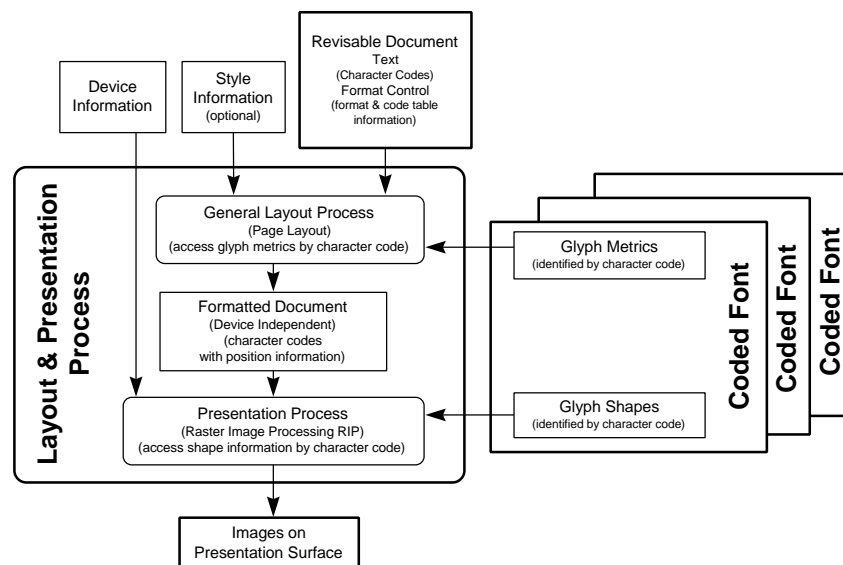 Revisable Document
Text
(Character Codes)
Format Control
(format & code table
information)
Device
Information
Style
Information
(optional)
Layout & Presentation
Process
General Layout Process
(Page Layout)
(access glyph metrics by character code)
Formatted Document
(Device Independent)
(character codes
with position information)
Presentation Process
(Raster Image Processing RIP)
(access shape information by character code)
Images on
Presentation Surface
Glyph Metrics
(identified by character code)
Glyph Shapes
(identified by character code)
Coded Font
Coded Font
Coded Font